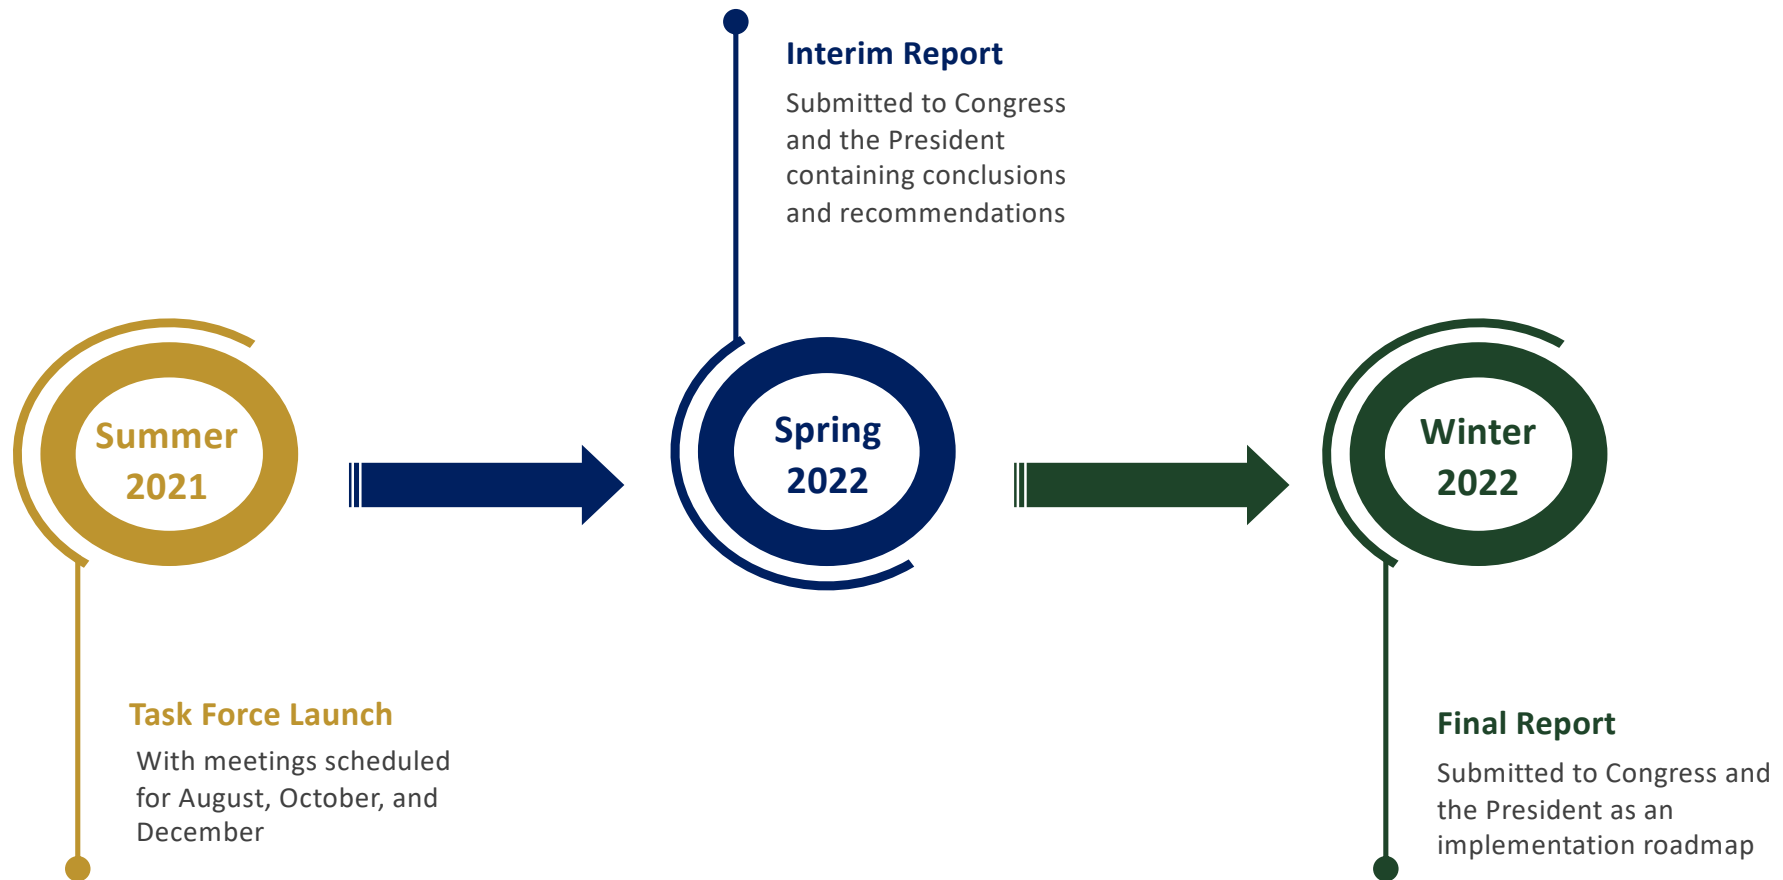 Summer
2021
Task Force Launch
With meetings scheduled
for August, October, and
December
Interim Report
Submitted to Congress
and the President
containing conclusions
and recommendations
Spring
2022
Winter
2022
Final Report
Submitted to Congress and
the President as an
implementation roadmap